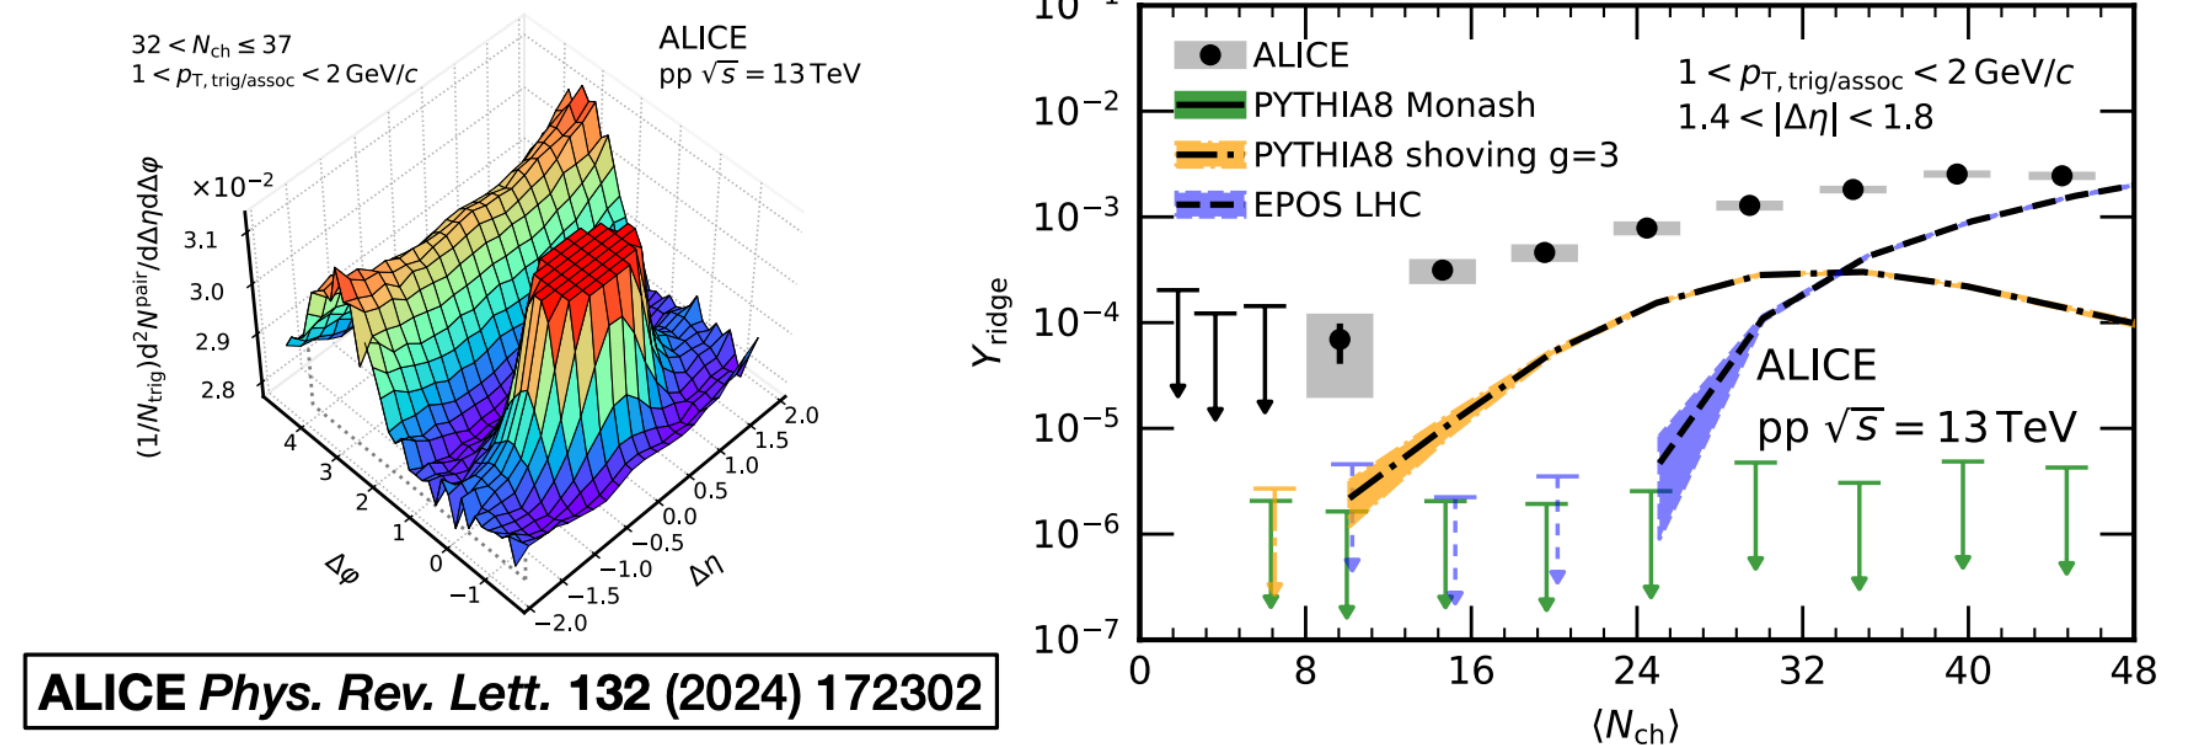 32 < N_ch ≤ 37
1 < p_T, trig/assoc < 2 GeV/c
ALICE
pp √s = 13 TeV
×10⁻²
(1/N_trig)d²N^pair/dΔηdΔφ
3.1
3.0
2.9
2.8
4
3
2
1
0
−1
Δφ
2.0
1.5
1.0
0.5
0.0
−0.5
−1.0
−1.5
−2.0
Δη
ALICE Phys. Rev. Lett. 132 (2024) 172302
10⁻¹
10⁻²
10⁻³
10⁻⁴
10⁻⁵
10⁻⁶
10⁻⁷
Y_ridge
ALICE
PYTHIA8 Monash
PYTHIA8 shoving g=3
EPOS LHC
1 < p_T, trig/assoc < 2 GeV/c
1.4 < |Δη| < 1.8
ALICE
pp √s = 13 TeV
0 8 16 24 32 40 48
⟨N_ch⟩